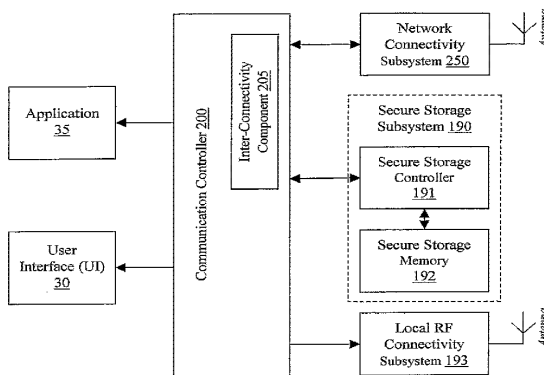 Application
35
User
Interface (UI)
30
Communication Controller 200
Inter-Connectivity
Component 205
Network
Connectivity
Subsystem 250
Antenna
Secure Storage
Subsystem 190
Secure Storage
Controller
191
Secure Storage
Memory
192
Local RF
Connectivity
Subsystem 193
Antenna